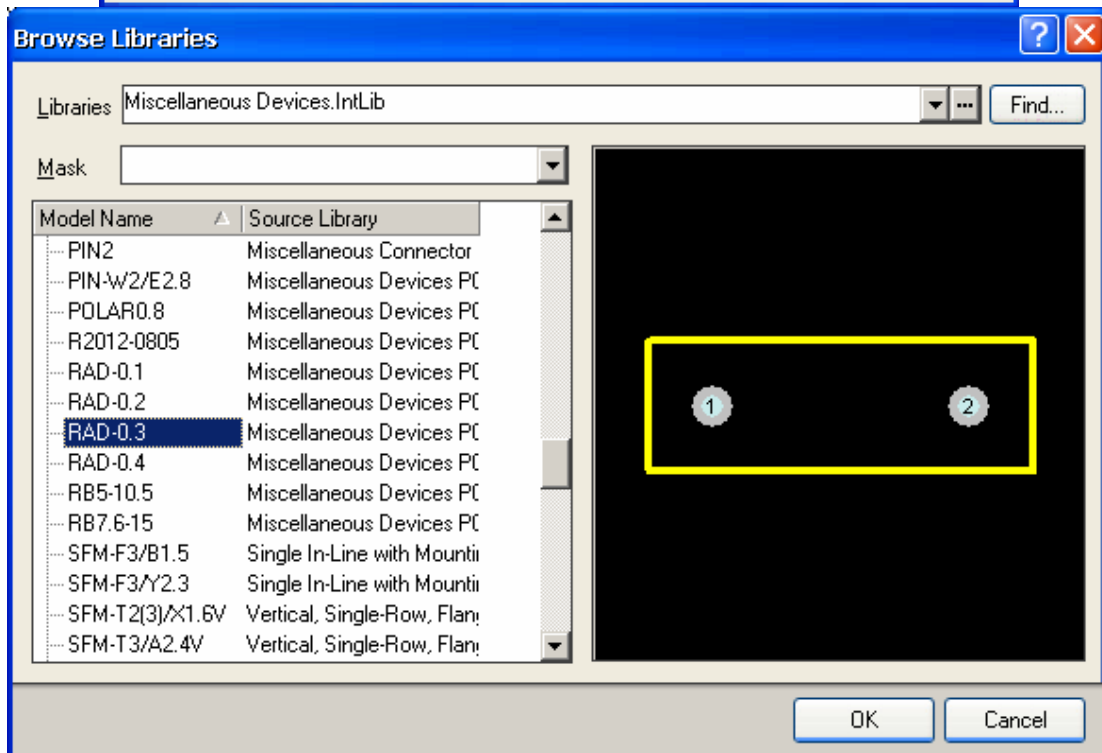 Browse Libraries
Libraries Miscellaneous Devices.IntLib Find...
Mask
Model Name Source Library
PIN2 Miscellaneous Connector
PIN-W2/E2.8 Miscellaneous Devices PC
POLAR0.8 Miscellaneous Devices PC
R2012-0805 Miscellaneous Devices PC
RAD-0.1 Miscellaneous Devices PC
RAD-0.2 Miscellaneous Devices PC
RAD-0.3 Miscellaneous Devices PC
RAD-0.4 Miscellaneous Devices PC
RB5-10.5 Miscellaneous Devices PC
RB7.6-15 Miscellaneous Devices PC
SFM-F3/B1.5 Single In-Line with Mountin
SFM-F3/Y2.3 Single In-Line with Mountin
SFM-T2(3)/X1.6V Vertical, Single-Row, Flang
SFM-T3/A2.4V Vertical, Single-Row, Flang
1 2
OK Cancel